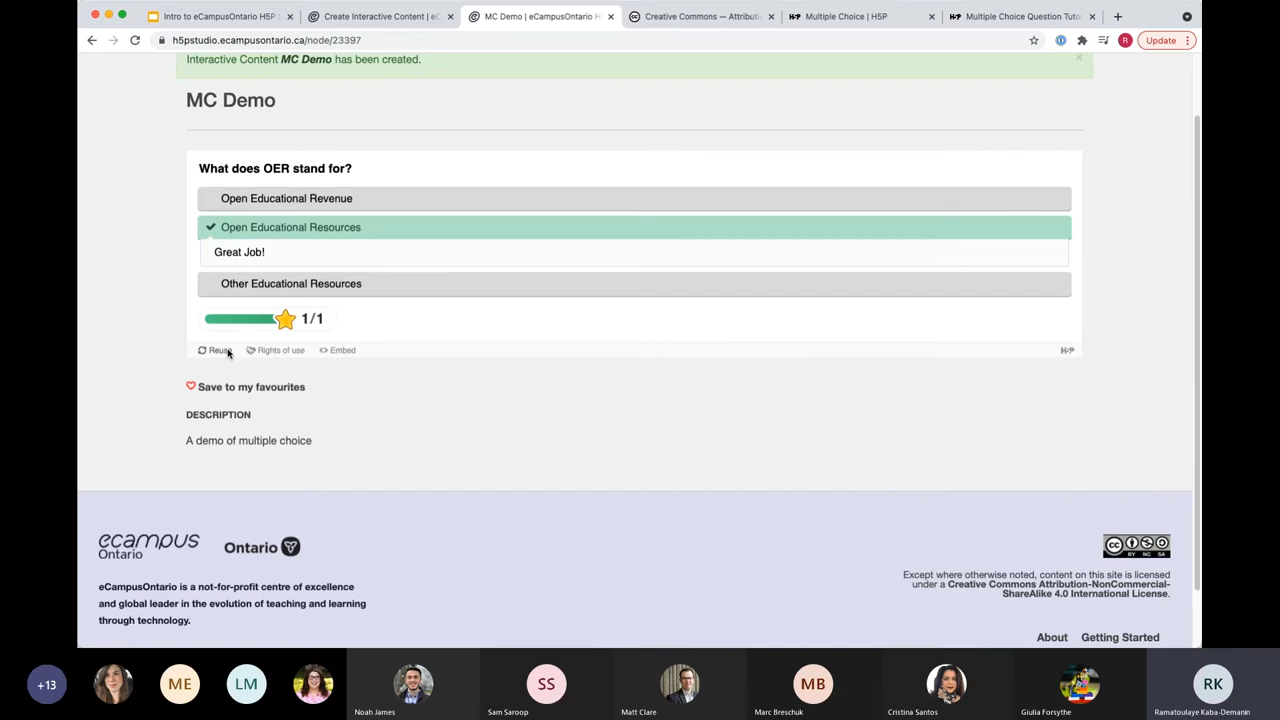 Intro to eCampusOntario H5P
Create Interactive Content | eC
MC Demo | eCampusOntario H
Creative Commons — Attributi
H-P Multiple Choice | H5P
H-P Multiple Choice Question Tuto
h5pstudio.ecampusontario.ca/node/23397
R
Update
Interactive Content MC Demo has been created.
MC Demo
What does OER stand for?
Open Educational Revenue
Open Educational Resources
Great Job!
Other Educational Resources
1/1
Reuse
Rights of use
<> Embed
H-P
Save to my favourites
DESCRIPTION
A demo of multiple choice
ecampus
Ontario
Ontario
CC BY NC SA
eCampusOntario is a not-for-profit centre of excellence
and global leader in the evolution of teaching and learning
through technology.
Except where otherwise noted, content on this site is licensed
under a Creative Commons Attribution-NonCommercial-
ShareAlike 4.0 International License.
About
Getting Started
+13
ME
LM
Noah James
SS
Sam Saroop
Matt Clare
MB
Marc Breschuk
Cristina Santos
Giulia Forsythe
RK
Ramatoulaye Kaba-Demanin